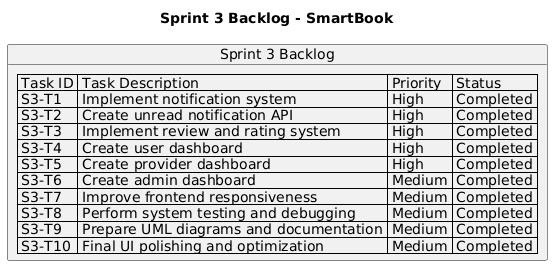 Sprint 3 Backlog - SmartBook
Sprint 3 Backlog
Task ID Task Description Priority Status
S3-T1 Implement notification system High Completed
S3-T2 Create unread notification API High Completed
S3-T3 Implement review and rating system High Completed
S3-T4 Create user dashboard High Completed
S3-T5 Create provider dashboard High Completed
S3-T6 Create admin dashboard Medium Completed
S3-T7 Improve frontend responsiveness Medium Completed
S3-T8 Perform system testing and debugging Medium Completed
S3-T9 Prepare UML diagrams and documentation Medium Completed
S3-T10 Final UI polishing and optimization Medium Completed